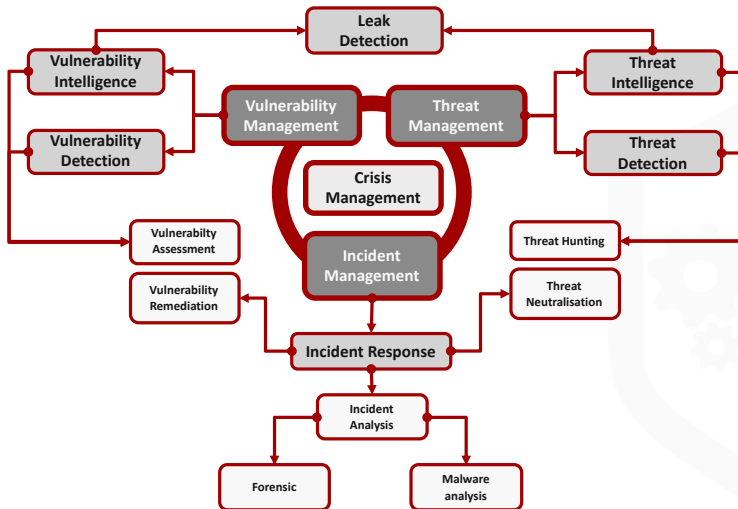 Leak
Detection
Vulnerability
Intelligence
Threat
Intelligence
Vulnerability
Management
Threat
Management
Vulnerability
Detection
Threat
Detection
Crisis
Management
Vulnerabilty
Assessment
Incident
Management
Threat Hunting
Vulnerability
Remediation
Threat
Neutralisation
Incident Response
Incident
Analysis
Forensic
Malware
analysis